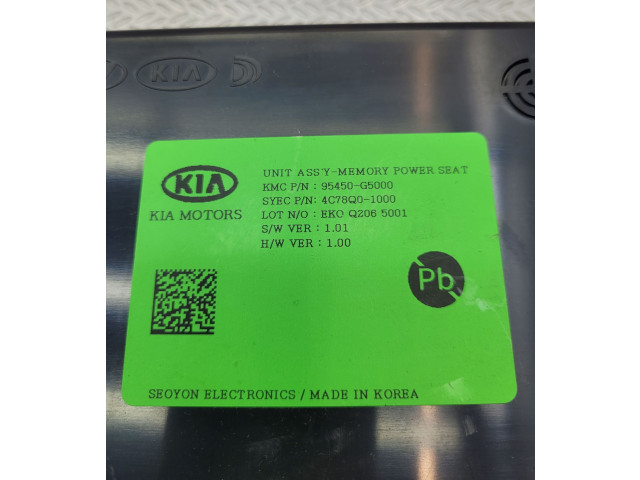 KIA
KIA
KIA MOTORS
UNIT ASS'Y-MEMORY POWER SEAT
KMC P/N : 95450-G5000
SYEC P/N: 4C78Q0-1000
LOT N/O : EKO Q206 5001
S/W VER : 1.01
H/W VER : 1.00
Pb
SEOYON ELECTRONICS / MADE IN KOREA